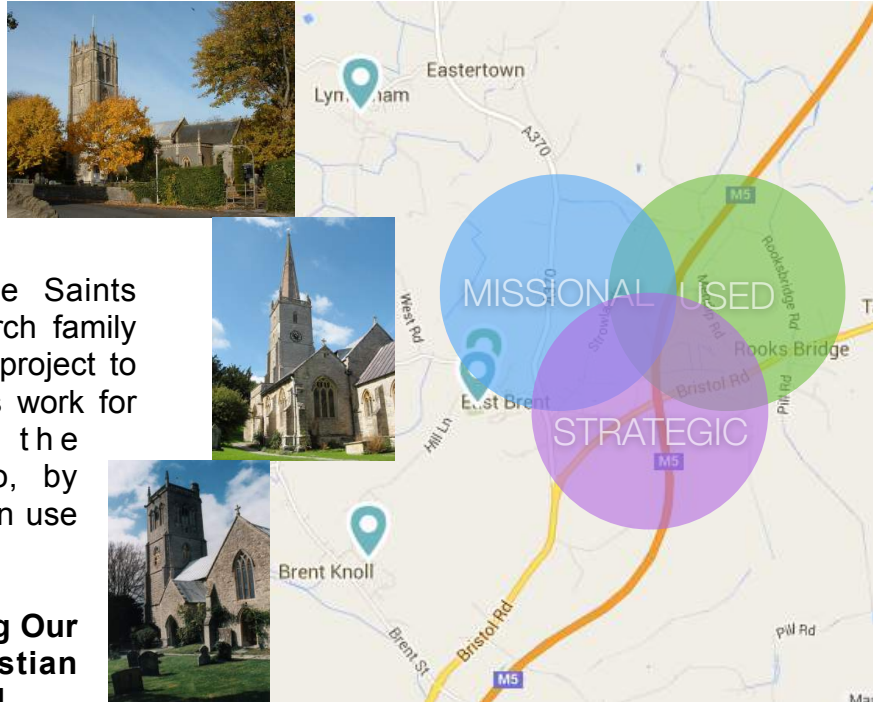 e Saints
rch family
project to
s work for
the
o, by
n use
g Our
stian
Eastertown
A370
M5
MISSIONAL
USED
A370
West Rd
Rooksbridge Rd
Rooks Bridge
Bristol Rd
Pill Rd
East Brent
Hill Ln
STRATEGIC
M5
Brent Knoll
Bristol Rd
Brent St
Pill Rd
M5